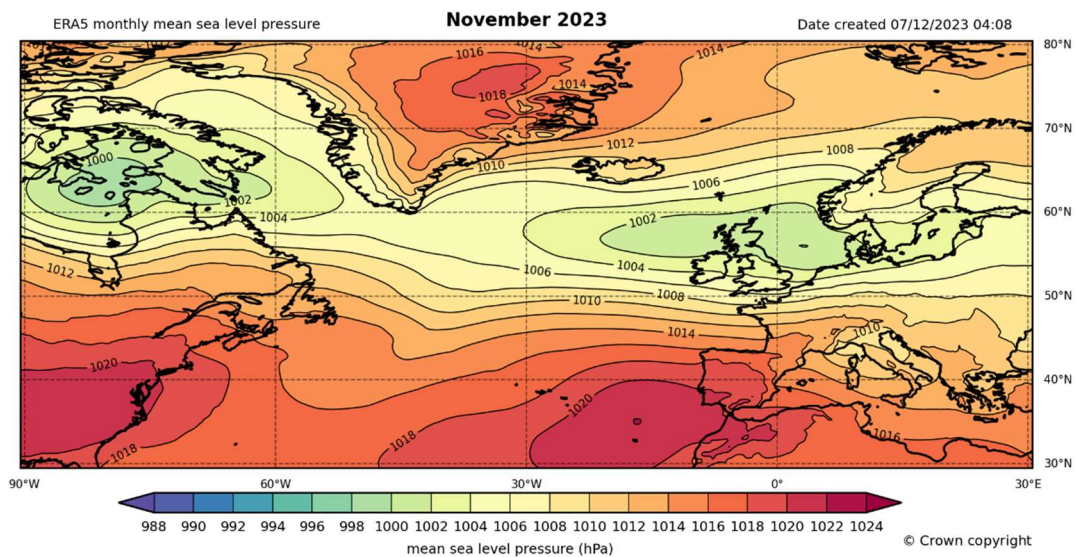 November 2023
ERA5 monthly mean sea level pressure
Date created 07/12/2023 04:08
1016
1014
1014
80°N
1018
1014
70°N
1000
1012
1008
1010
1006
1002
1002
60°N
1004
1004
1006
1012
1008
50°N
1010
1014
1010
1020
40°N
1020
1018
1016
1018
30°N
90°W
60°W
30°W
0°
30°E
988 990 992 994 996 998 1000 1002 1004 1006 1008 1010 1012 1014 1016 1018 1020 1022 1024
mean sea level pressure (hPa)
© Crown copyright